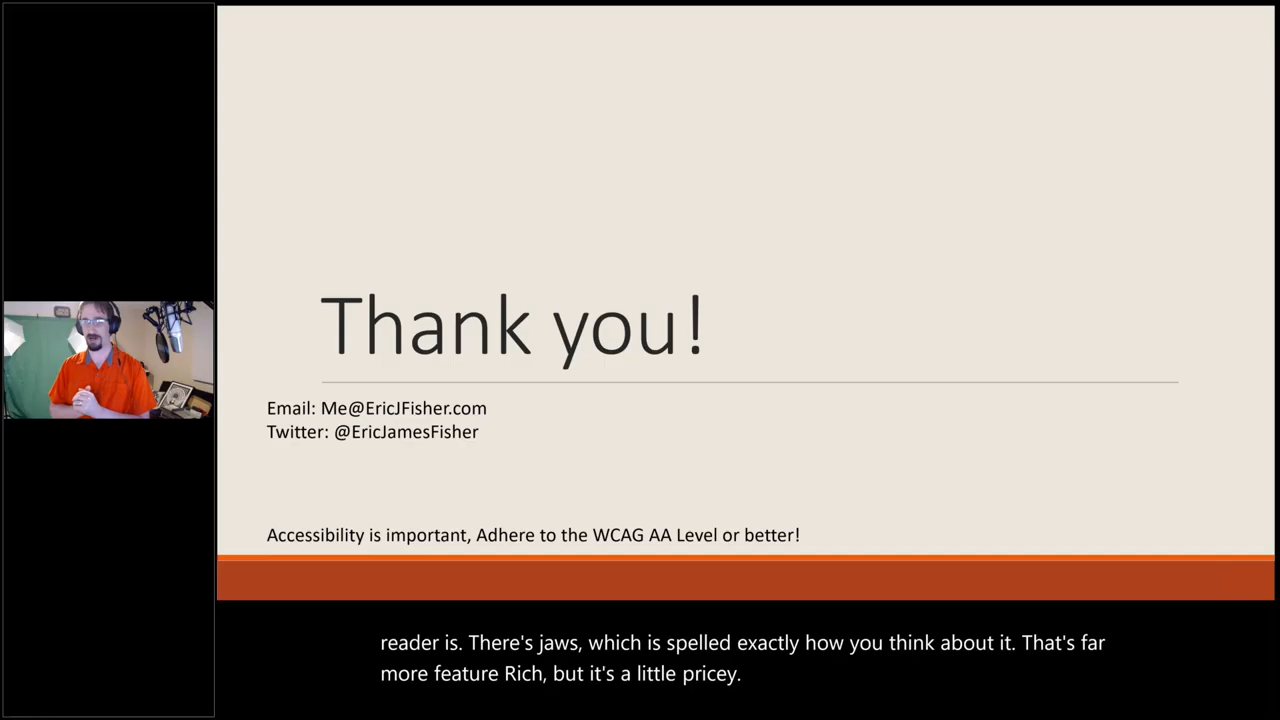 Thank you!
Email: Me@EricJFisher.com
Twitter: @EricJamesFisher
Accessibility is important, Adhere to the WCAG AA Level or better!
reader is. There's jaws, which is spelled exactly how you think about it. That's far
more feature Rich, but it's a little pricey.